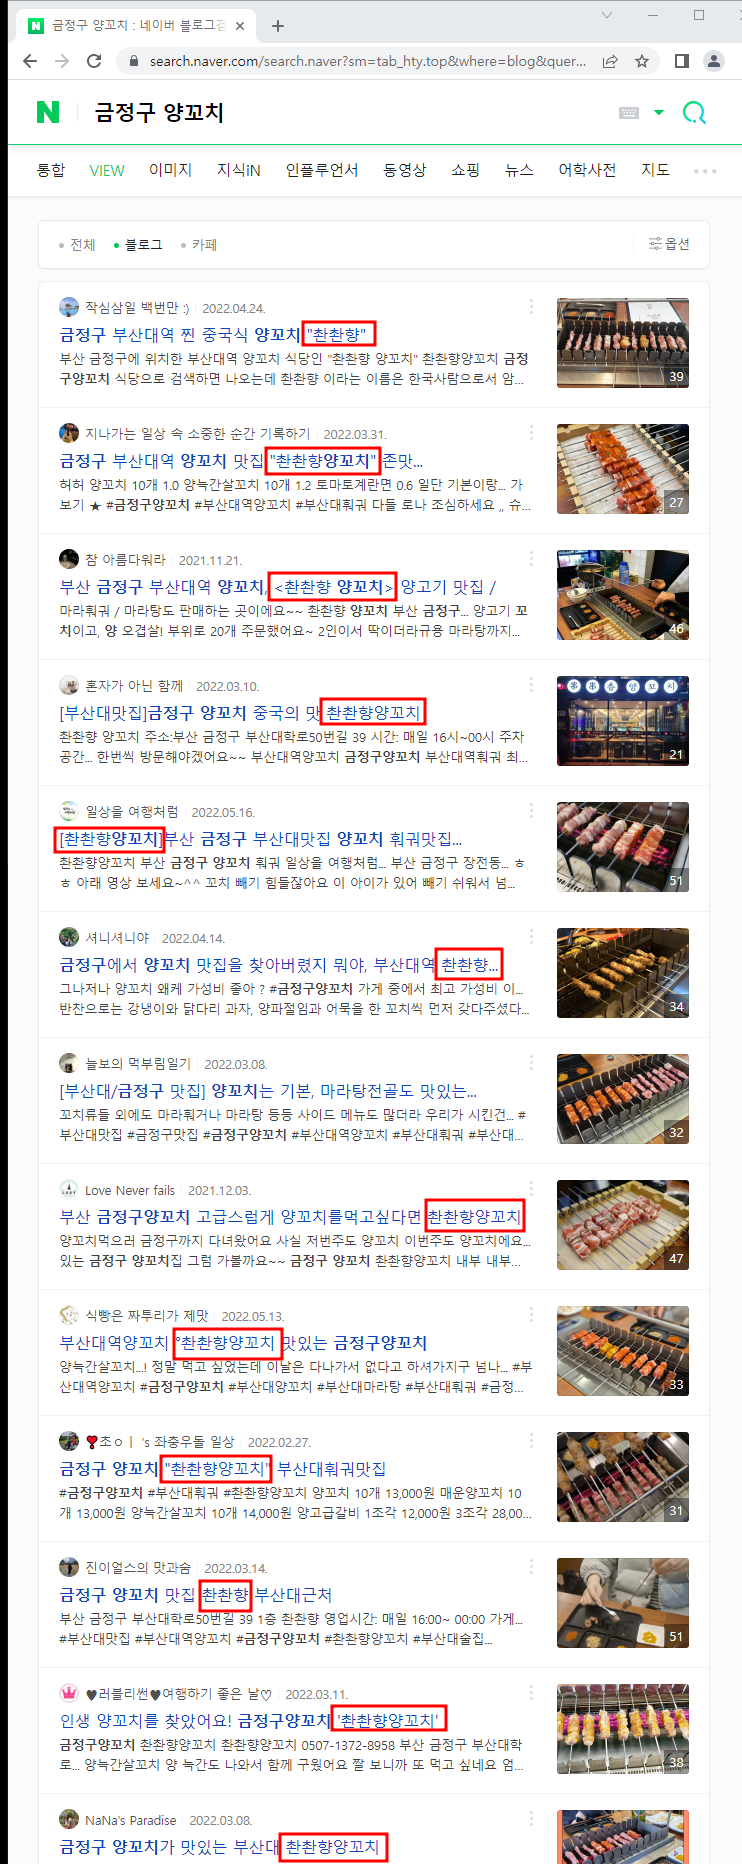 금정구 양꼬치 : 네이버 블로그검
search.naver.com/search.naver?sm=tab_hty.top&where=blog&quer...
N 금정구 양꼬치
통합 VIEW 이미지 지식iN 인플루언서 동영상 쇼핑 뉴스 어학사전 지도
전체 블로그 카페 옵션
작심삼일 백번만 :) 2022.04.24.
금정구 부산대역 찐 중국식 양꼬치 "촨촨향"
부산 금정구에 위치한 부산대역 양꼬치 식당인 "촨촨향 양꼬치" 촨촨향양꼬치 금정
구양꼬치 식당으로 검색하면 나오는데 촨촨향 이라는 이름은 한국사람으로서 암...
39
지나가는 일상 속 소중한 순간 기록하기 2022.03.31.
금정구 부산대역 양꼬치 맛집 "촨촨향양꼬치" 존맛...
허허 양꼬치 10개 1.0 양늑간살꼬치 10개 1.2 토마토계란면 0.6 일단 기본이랑... 가
보기 ★ #금정구양꼬치 #부산대역양꼬치 #부산대훠궈 다들 로나 조심하세요 ,, 슈...
27
참 아름다워라 2021.11.21.
부산 금정구 부산대역 양꼬치, <촨촨향 양꼬치> 양고기 맛집 /
마라훠궈 / 마라탕도 판매하는 곳이에요~~ 촨촨향 양꼬치 부산 금정구... 양고기 꼬
치이고, 양 오겹살! 부위로 20개 주문했어요~ 2인이서 딱이더라규용 마라탕까지...
46
혼자가 아닌 함께 2022.03.10.
[부산대맛집]금정구 양꼬치 중국의 맛 촨촨향양꼬치
촨촨향 양꼬치 주소:부산 금정구 부산대학로50번길 39 시간: 매일 16시~00시 주차
공간... 한번씩 방문해야겠어요~~ 부산대역양꼬치 금정구양꼬치 부산대역훠궈 최...
串串香양꼬치
21
일상을 여행처럼 2022.05.16.
[촨촨향양꼬치]부산 금정구 부산대맛집 양꼬치 훠궈맛집...
촨촨향양꼬치 부산 금정구 양꼬치 훠궈 일상을 여행처럼... 부산 금정구 장전동... ㅎ
ㅎ 아래 영상 보세요~^^ 꼬치 빼기 힘들잖아요 이 아이가 있어 빼기 쉬워서 넘...
51
셔니셔니야 2022.04.14.
금정구에서 양꼬치 맛집을 찾아버렸지 뭐야, 부산대역 촨촨향...
그나저나 양꼬치 왜케 가성비 좋아 ? #금정구양꼬치 가게 중에서 최고 가성비 이...
반찬으로는 강냉이와 닭다리 과자, 양파절임과 어묵을 한 꼬치씩 먼저 갖다주셨다...
34
늘보의 먹부림일기 2022.03.08.
[부산대/금정구 맛집] 양꼬치는 기본, 마라탕전골도 맛있는...
꼬치류들 외에도 마라훠거나 마라탕 등등 사이드 메뉴도 많더라 우리가 시킨건... #
부산대맛집 #금정구맛집 #금정구양꼬치 #부산대역양꼬치 #부산대훠궈 #부산대...
32
Love Never fails 2021.12.03.
부산 금정구양꼬치 고급스럽게 양꼬치를먹고싶다면 촨촨향양꼬치
양꼬치먹으러 금정구까지 다녀왔어요 사실 저번주도 양꼬치 이번주도 양꼬치에요...
있는 금정구 양꼬치집 그럼 가볼까요~~ 금정구 양꼬치 촨촨향양꼬치 내부 내부...
47
식빵은 짜투리가 제맛 2022.05.13.
부산대역양꼬치 °촨촨향양꼬치 맛있는 금정구양꼬치
양늑간살꼬치...! 정말 먹고 싶었는데 이날은 다나가서 없다고 하셔가지구 넘나... #부
산대역양꼬치 #금정구양꼬치 #부산대양꼬치 #부산대마라탕 #부산대훠궈 #금정...
33
❣초ㅇㅣ 's 좌충우돌 일상 2022.02.27.
금정구 양꼬치 "촨촨향양꼬치" 부산대훠궈맛집
#금정구양꼬치 #부산대훠궈 #촨촨향양꼬치 양꼬치 10개 13,000원 매운양꼬치 10
개 13,000원 양늑간살꼬치 10개 14,000원 양고급갈비 1조각 12,000원 3조각 28,00...
31
진이얼스의 맛과숨 2022.03.14.
금정구 양꼬치 맛집 촨촨향 부산대근처
부산 금정구 부산대학로50번길 39 1층 촨촨향 영업시간: 매일 16:00~ 00:00 가게...
#부산대맛집 #부산대역양꼬치 #금정구양꼬치 #촨촨향양꼬치 #부산대술집...
51
♥러블리썬♥여행하기 좋은 날♡ 2022.03.11.
인생 양꼬치를 찾았어요! 금정구양꼬치 '촨촨향양꼬치'
금정구양꼬치 촨촨향양꼬치 촨촨향양꼬치 0507-1372-8958 부산 금정구 부산대학
로... 양늑간살꼬치 양 늑간도 나와서 함께 구웠어요 짤 보니까 또 먹고 싶네요 엄...
38
NaNa's Paradise 2022.03.08.
금정구 양꼬치가 맛있는 부산대 촨촨향양꼬치